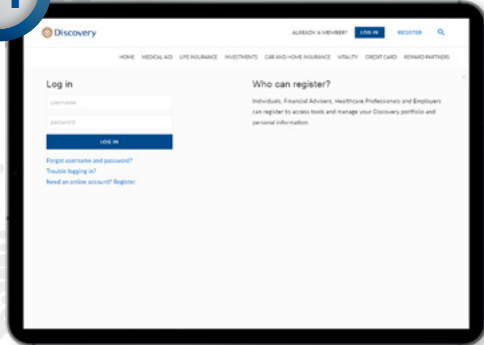 1
Discovery
ALREADY A MEMBER? LOG IN REGISTER
HOME MEDICAL AID LIFE INSURANCE INVESTMENTS CAR AND HOME INSURANCE VITALITY CREDIT CARD REWARD PARTNERS
Log in
username
password
LOG IN
Forgot username and password?
Trouble logging in?
Need an online account? Register
Who can register?
Individuals, Financial Advisers, Healthcare Professionals and Employers
can register to access tools and manage your Discovery portfolio and
personal information.